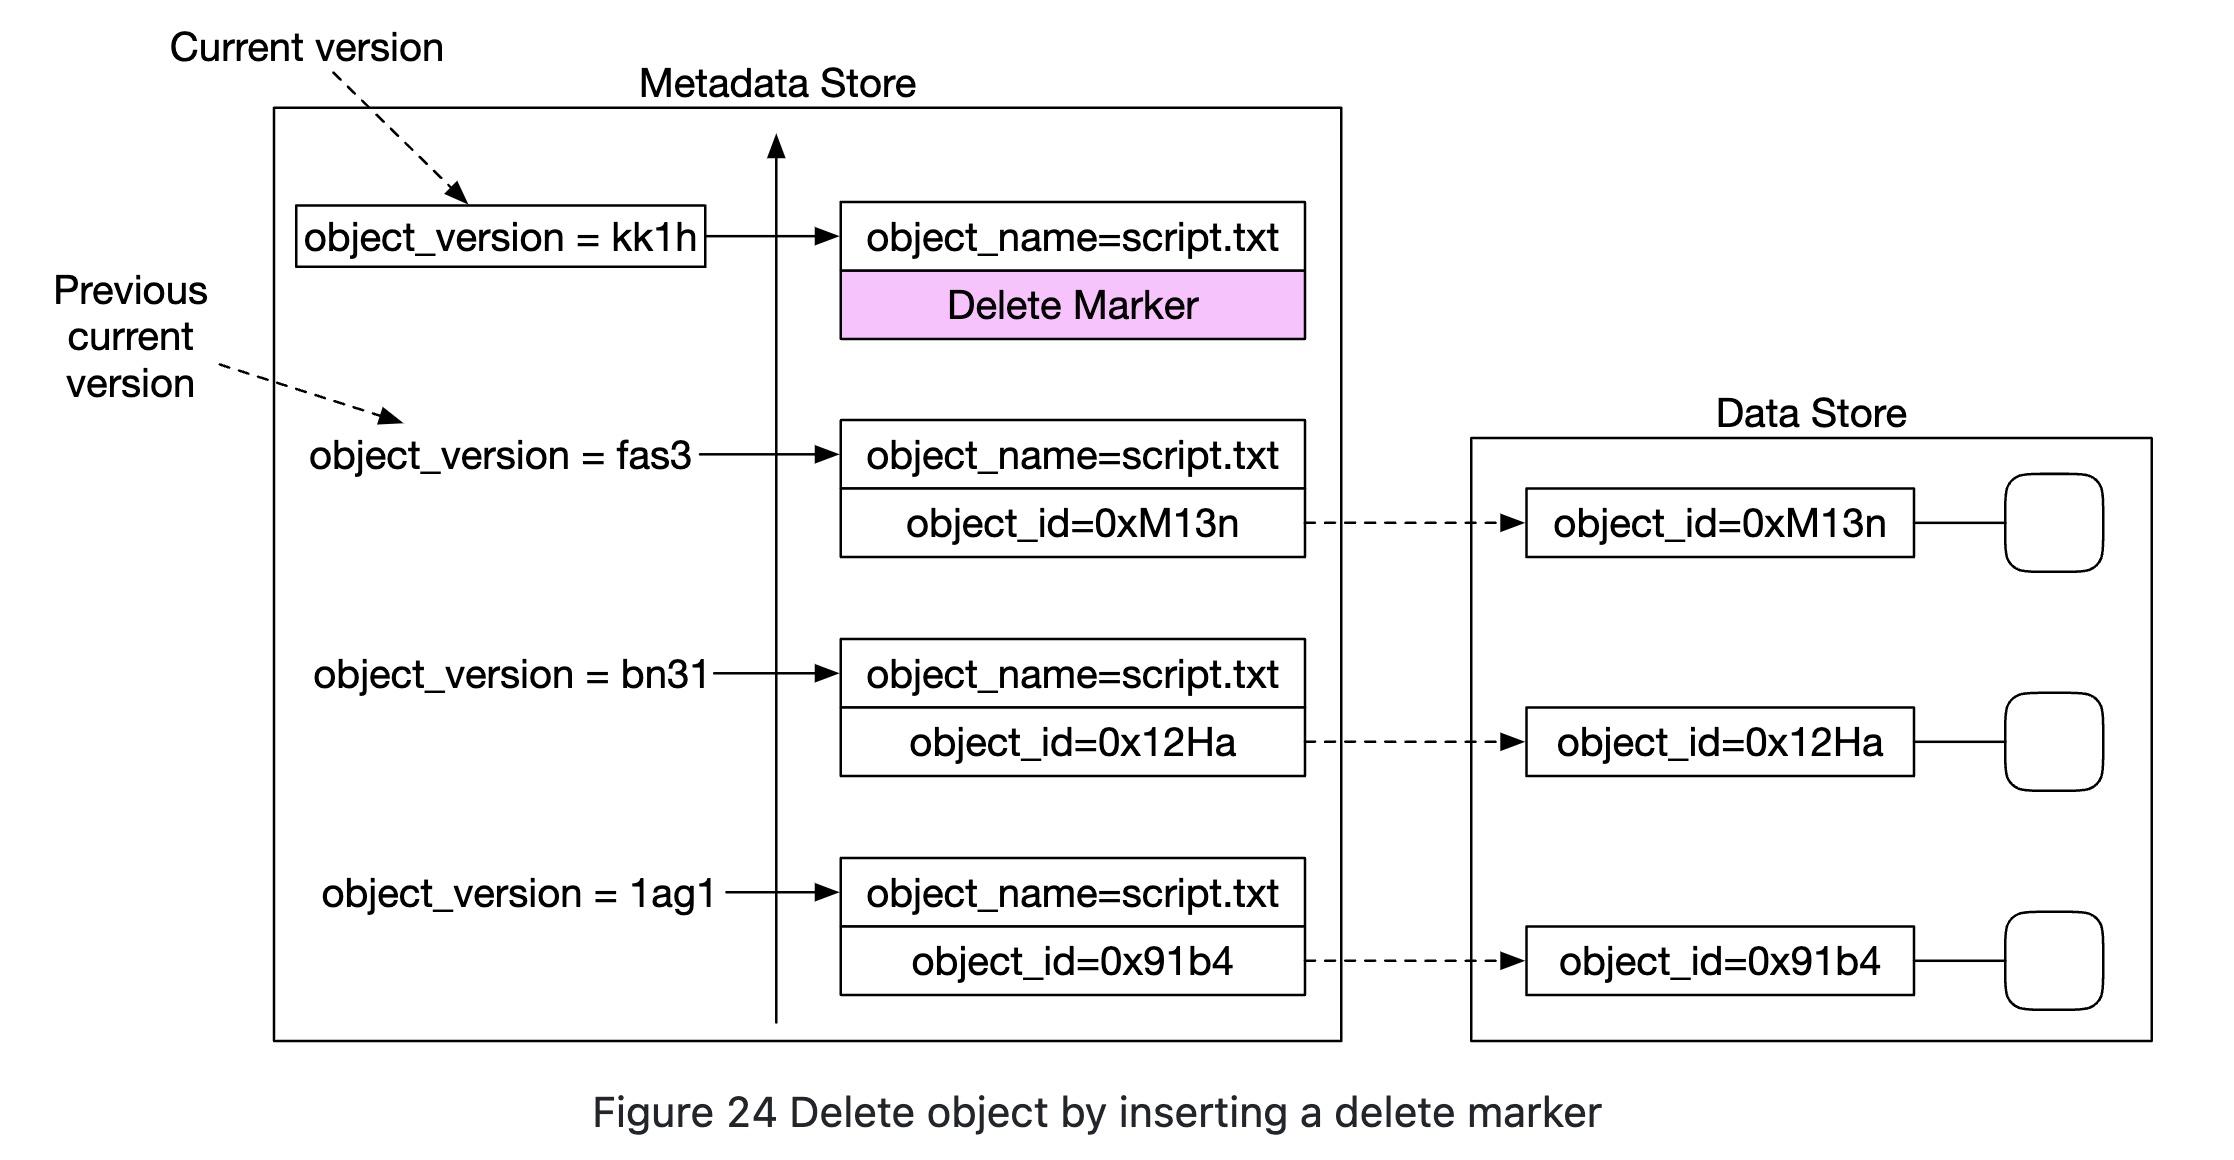 Current version
Metadata Store
object_version = kk1h
object_name=script.txt
Delete Marker
Previous
current
version
object_version = fas3
object_name=script.txt
object_id=0xM13n
Data Store
object_id=0xM13n
object_version = bn31
object_name=script.txt
object_id=0x12Ha
object_id=0x12Ha
object_version = 1ag1
object_name=script.txt
object_id=0x91b4
object_id=0x91b4
Figure 24 Delete object by inserting a delete marker